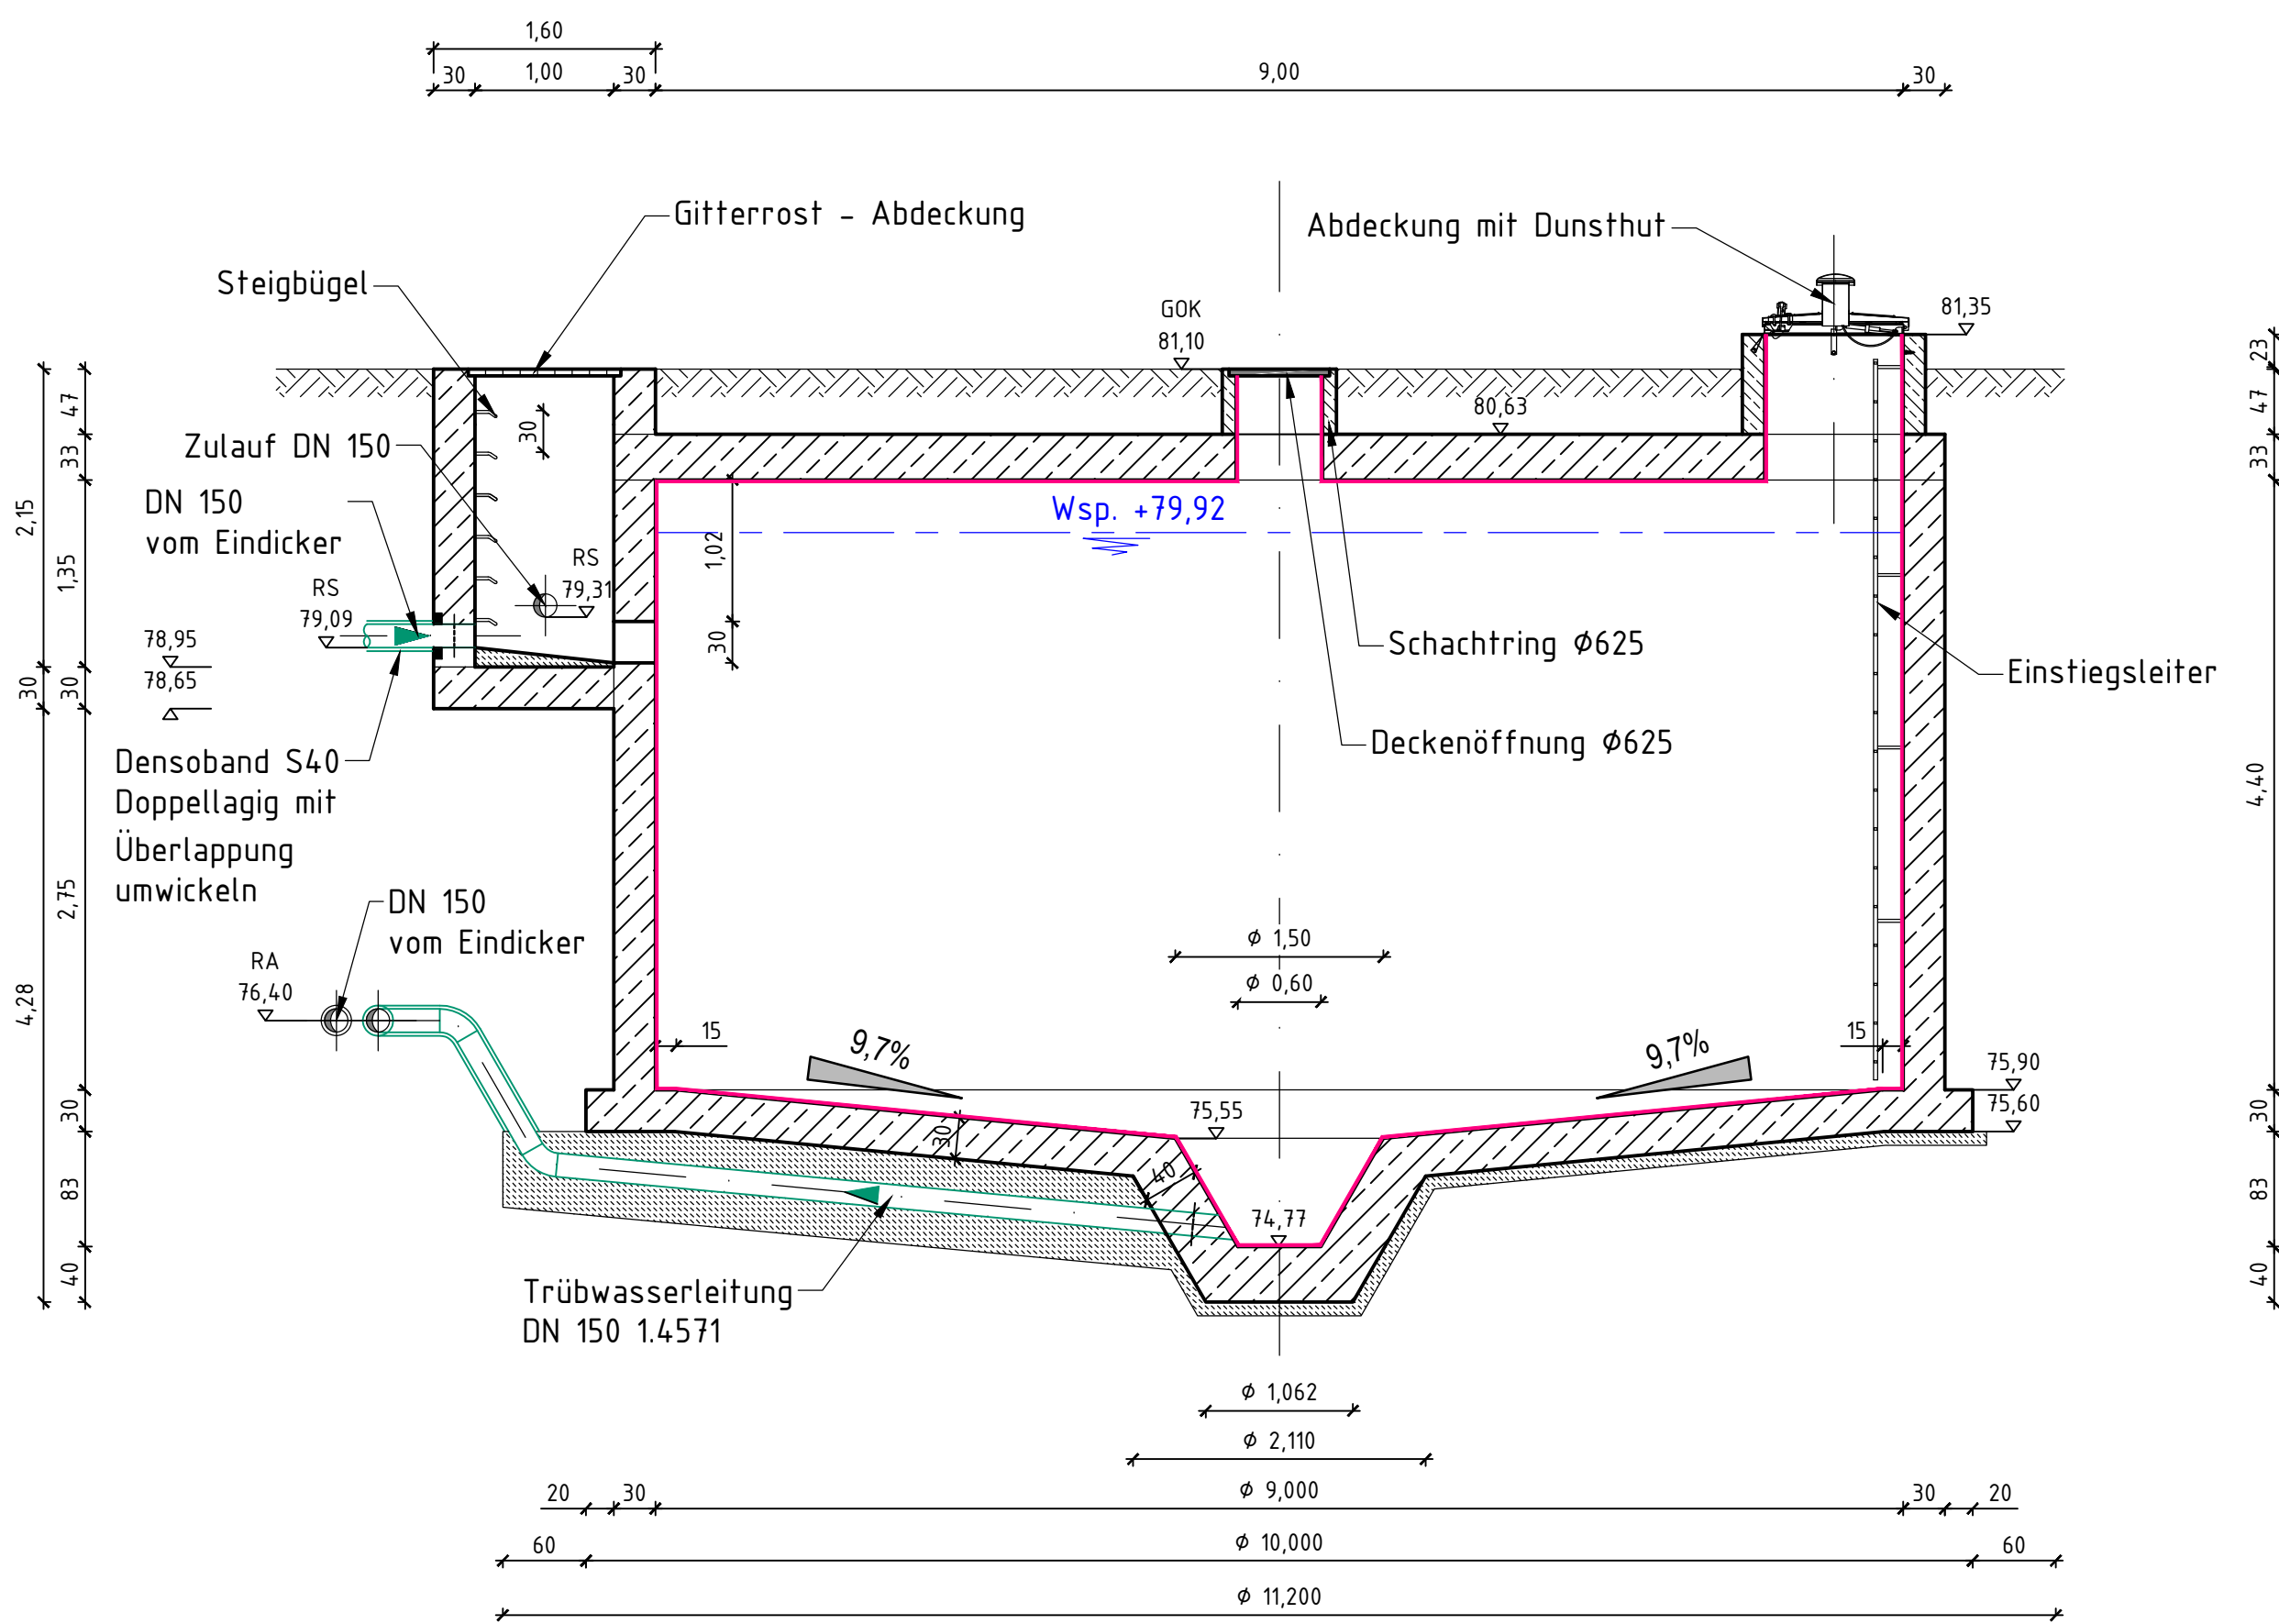 1,60
30
1,00
30
9,00
30
Gitterrost - Abdeckung
Abdeckung mit Dunsthut
Steigbügel
GOK
81,10
81,35
23
47
47
80,63
30
Zulauf DN 150
33
33
DN 150
vom Eindicker
Wsp. +79,92
2,15
1,02
RS
79,31
1,35
RS
79,09
78,95
30
Schachtring Ø625
Einstiegsleiter
78,65
30
30
Deckenöffnung Ø625
Densoband S40
Doppellagig mit
Überlappung
umwickeln
4,40
2,75
DN 150
vom Eindicker
Ø 1,50
RA
76,40
Ø 0,60
4,28
15
9,7%
9,7%
15
75,90
75,60
30
75,55
30
30
40
83
83
74,77
40
40
Trübwasserleitung
DN 150 1.4571
Ø 1,062
Ø 2,110
20
30
Ø 9,000
30
20
60
Ø 10,000
60
Ø 11,200